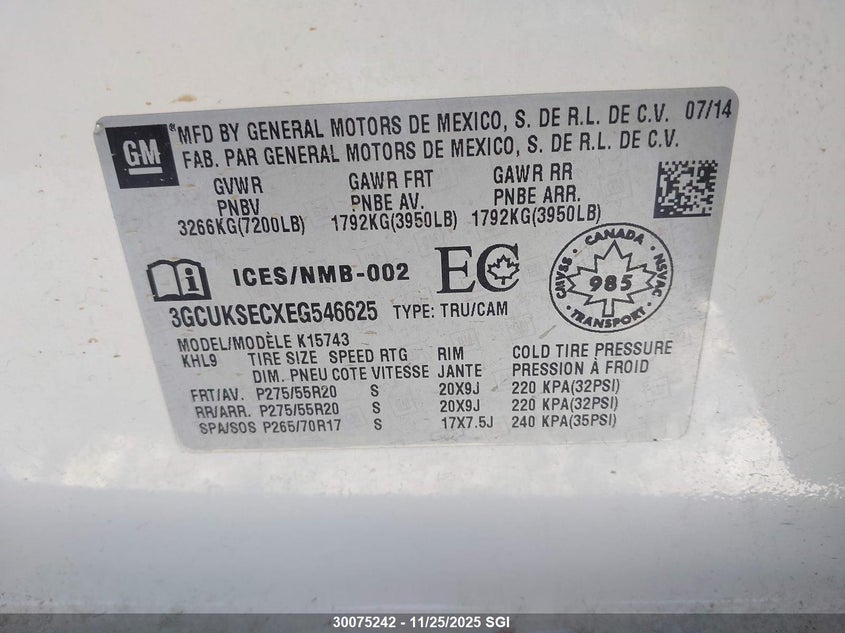 GM ® MFD BY GENERAL MOTORS DE MEXICO, S. DE R.L. DE C.V. 07/14
FAB. PAR GENERAL MOTORS DE MEXICO, S. DE R.L. DE C.V.
GVWR GAWR FRT GAWR RR
PNBV PNBE AV. PNBE ARR.
3266KG(7200LB) 1792KG(3950LB) 1792KG(3950LB)
i ICES/NMB-002 EC CANADA CMVSS 985 NSVAC TRANSPORT
3GCUKSECXEG546625 TYPE: TRU/CAM
MODEL/MODÈLE K15743
KHL9 TIRE SIZE SPEED RTG RIM COLD TIRE PRESSURE
DIM. PNEU COTE VITESSE JANTE PRESSION À FROID
FRT/AV. P275/55R20 S 20X9J 220 KPA(32PSI)
RR/ARR. P275/55R20 S 20X9J 220 KPA(32PSI)
SPA/SOS P265/70R17 S 17X7.5J 240 KPA(35PSI)
30075242 - 11/25/2025 SGI